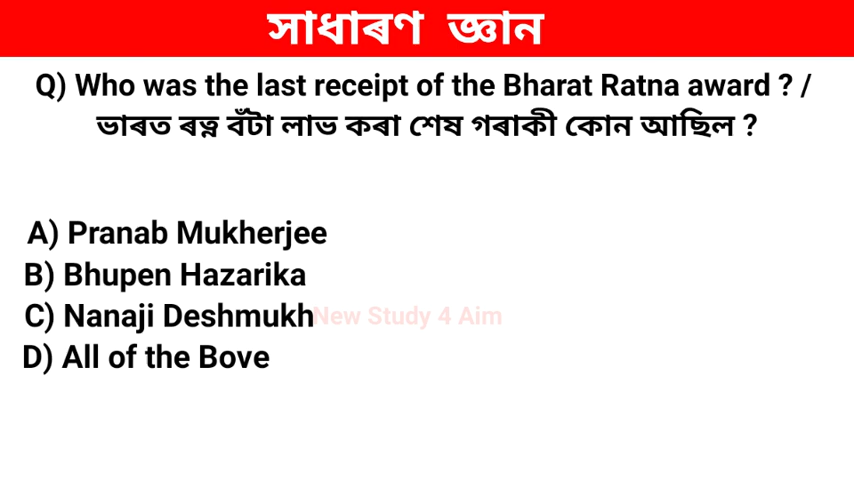 সাধাৰণ জ্ঞান
Q) Who was the last receipt of the Bharat Ratna award ? /
ভাৰত ৰত্ন বঁটা লাভ কৰা শেষ গৰাকী কোন আছিল ?
A) Pranab Mukherjee
B) Bhupen Hazarika
C) Nanaji Deshmukh
New Study 4 Aim
D) All of the Bove